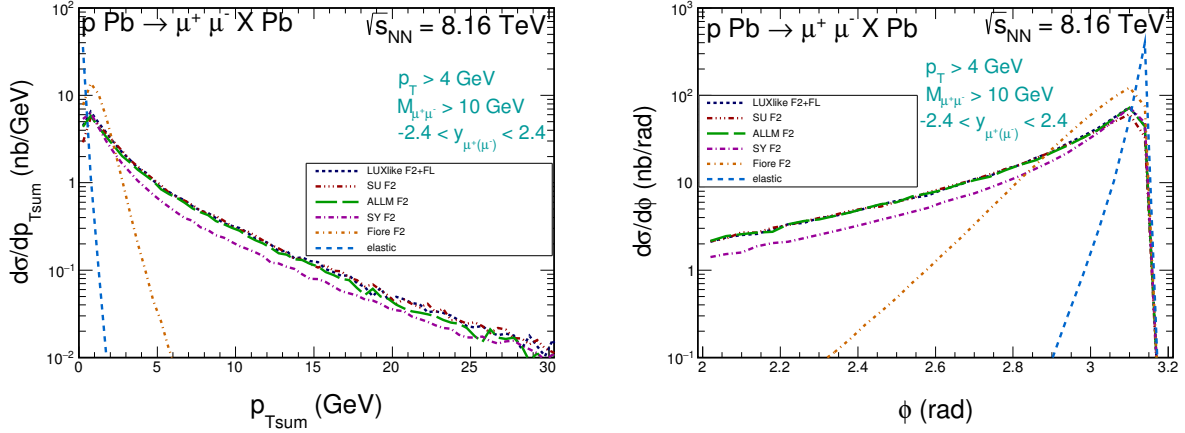 p Pb → μ⁺ μ⁻ X Pb √s_NN = 8.16 TeV
p_T > 4 GeV
M_μ⁺μ⁻ > 10 GeV
-2.4 < y_μ⁺(μ⁻) < 2.4
LUXlike F2+FL
SU F2
ALLM F2
SY F2
Fiore F2
elastic
dσ/dp_Tsum (nb/GeV)
10²
10
1
10⁻¹
10⁻²
0 5 10 15 20 25 30
p_Tsum (GeV)
p Pb → μ⁺ μ⁻ X Pb √s_NN = 8.16 TeV
p_T > 4 GeV
M_μ⁺μ⁻ > 10 GeV
-2.4 < y_μ⁺(μ⁻) < 2.4
LUXlike F2+FL
SU F2
ALLM F2
SY F2
Fiore F2
elastic
dσ/dϕ (nb/rad)
10³
10²
10
1
10⁻¹
2 2.2 2.4 2.6 2.8 3 3.2
ϕ (rad)